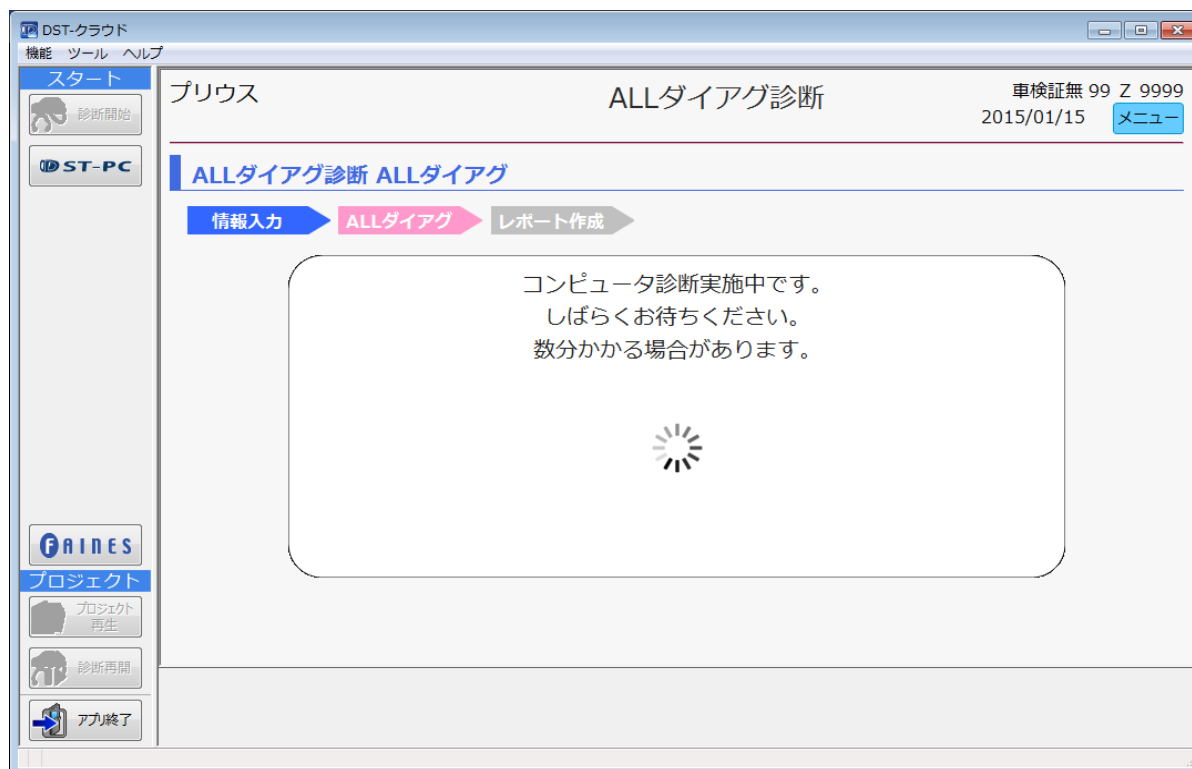 DST-クラウド
機能 ツール ヘルプ
スタート
診断開始
DST-PC
FAINES
プロジェクト
プロジェクト
再生
診断再開
アプリ終了
プリウス
ALLダイアグ診断
車検証無 99 Z 9999
2015/01/15
メニュー
ALLダイアグ診断 ALLダイアグ
情報入力 ALLダイアグ レポート作成
コンピュータ診断実施中です。
しばらくお待ちください。
数分かかる場合があります。